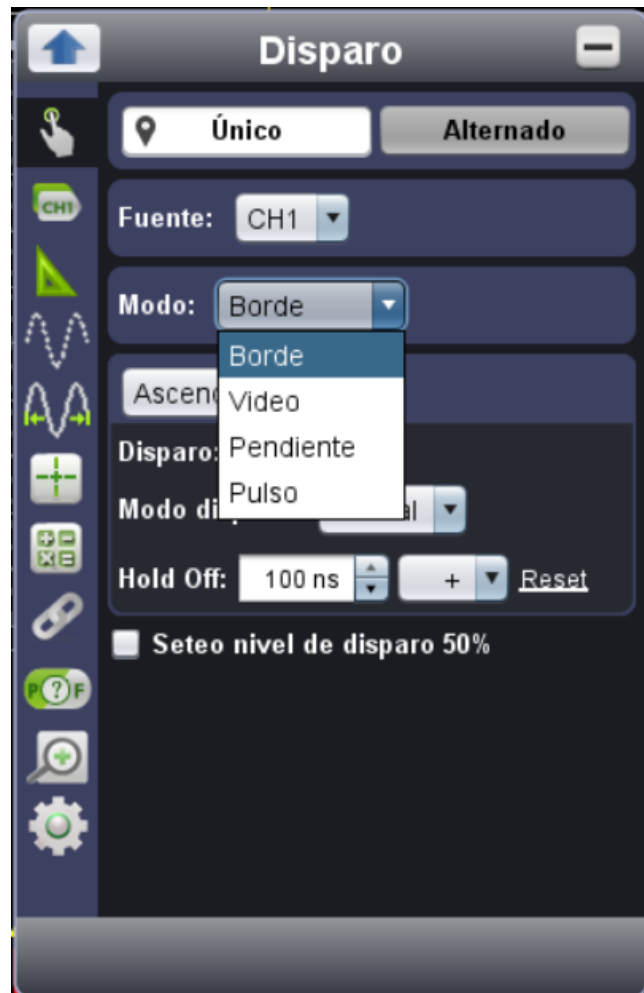 Disparo
Único Alternado
CH1
Fuente: CH1
Modo: Borde
Borde
Video
Pendiente
Pulso
Disparo:
Modo
Hold Off: 100 ns + Reset
Seteo nivel de disparo 50%
P ? F